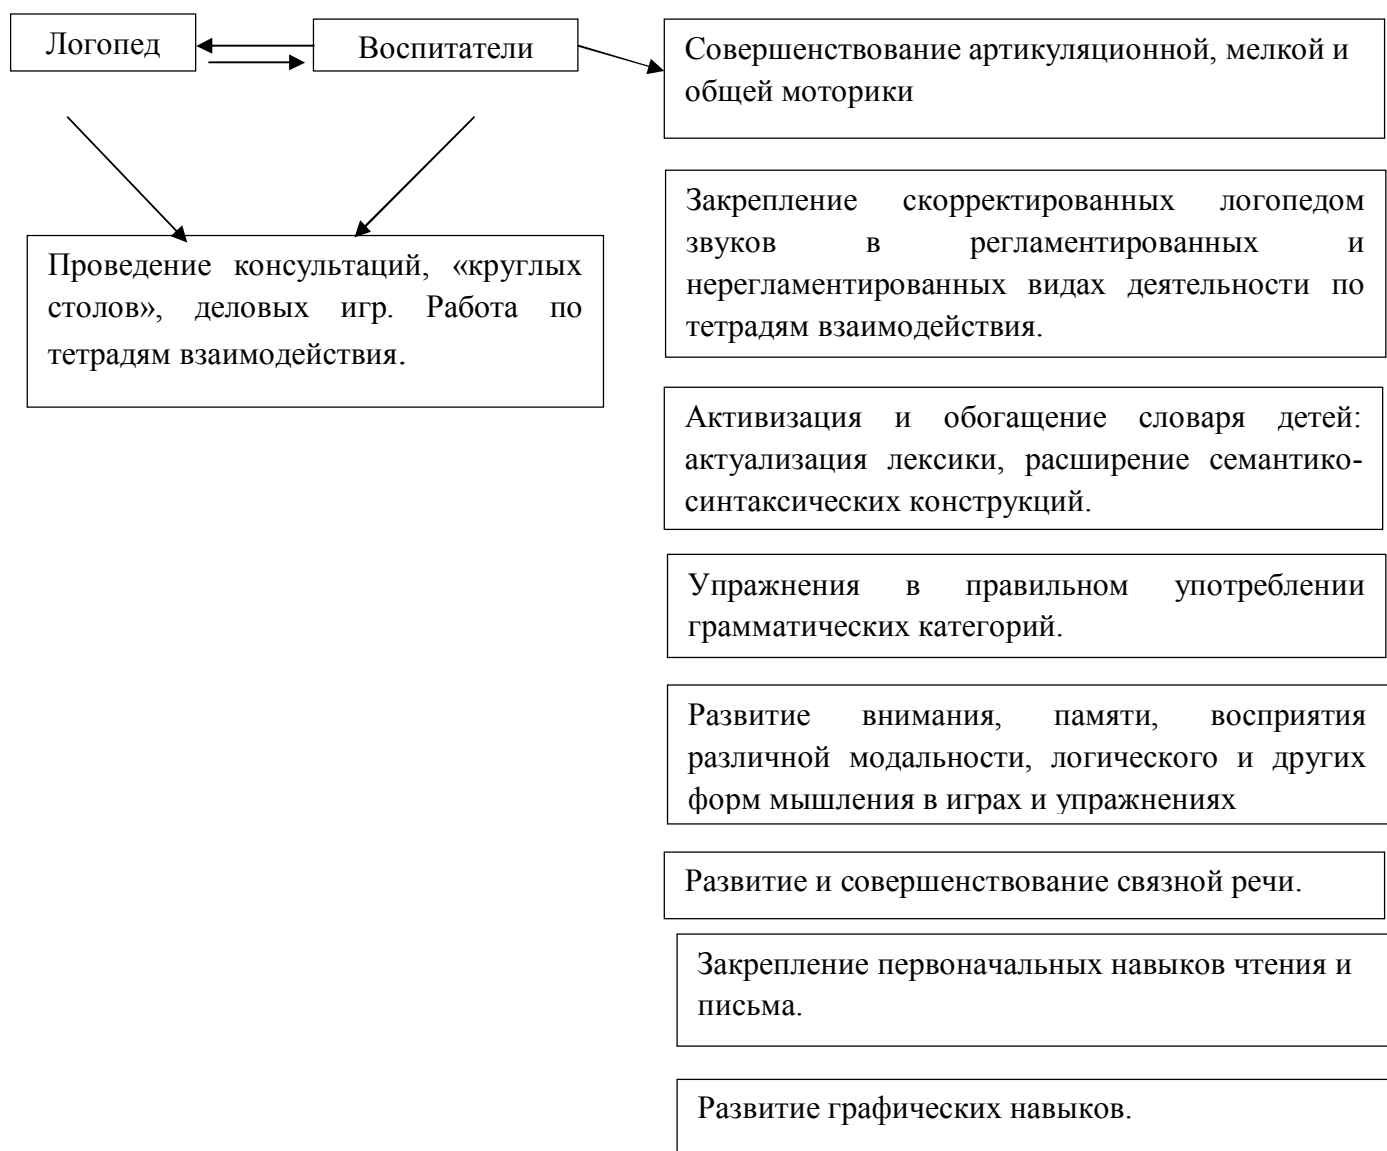 Логопед
Воспитатели
Совершенствование артикуляционной, мелкой и
общей моторики
Закрепление скорректированных логопедом
звуков в регламентированных и
нерегламентированных видах деятельности по
тетрадям взаимодействия.
Проведение консультаций, «круглых
столов», деловых игр. Работа по
тетрадям взаимодействия.
Активизация и обогащение словаря детей:
актуализация лексики, расширение семантико-
синтаксических конструкций.
Упражнения в правильном употреблении
грамматических категорий.
Развитие внимания, памяти, восприятия
различной модальности, логического и других
форм мышления в играх и упражнениях
Развитие и совершенствование связной речи.
Закрепление первоначальных навыков чтения и
письма.
Развитие графических навыков.